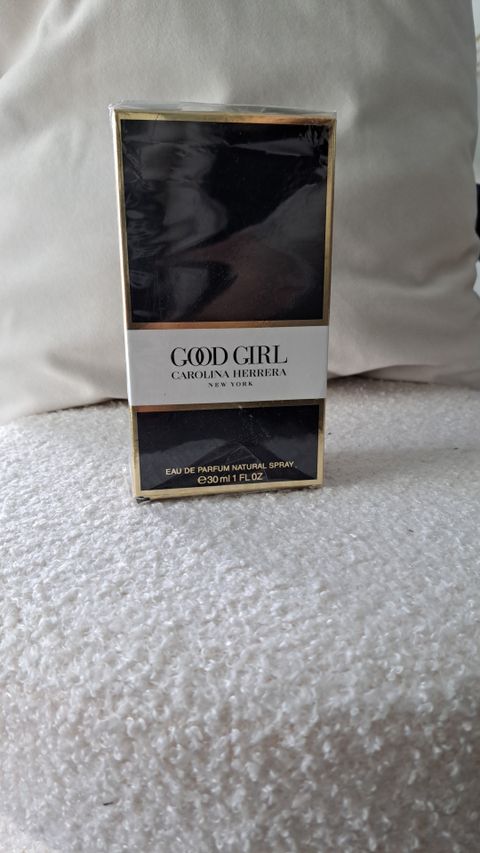 GOOD GIRL
CAROLINA HERRERA
NEW YORK
EAU DE PARFUM NATURAL SPRAY
℮30 ml 1 FL OZ